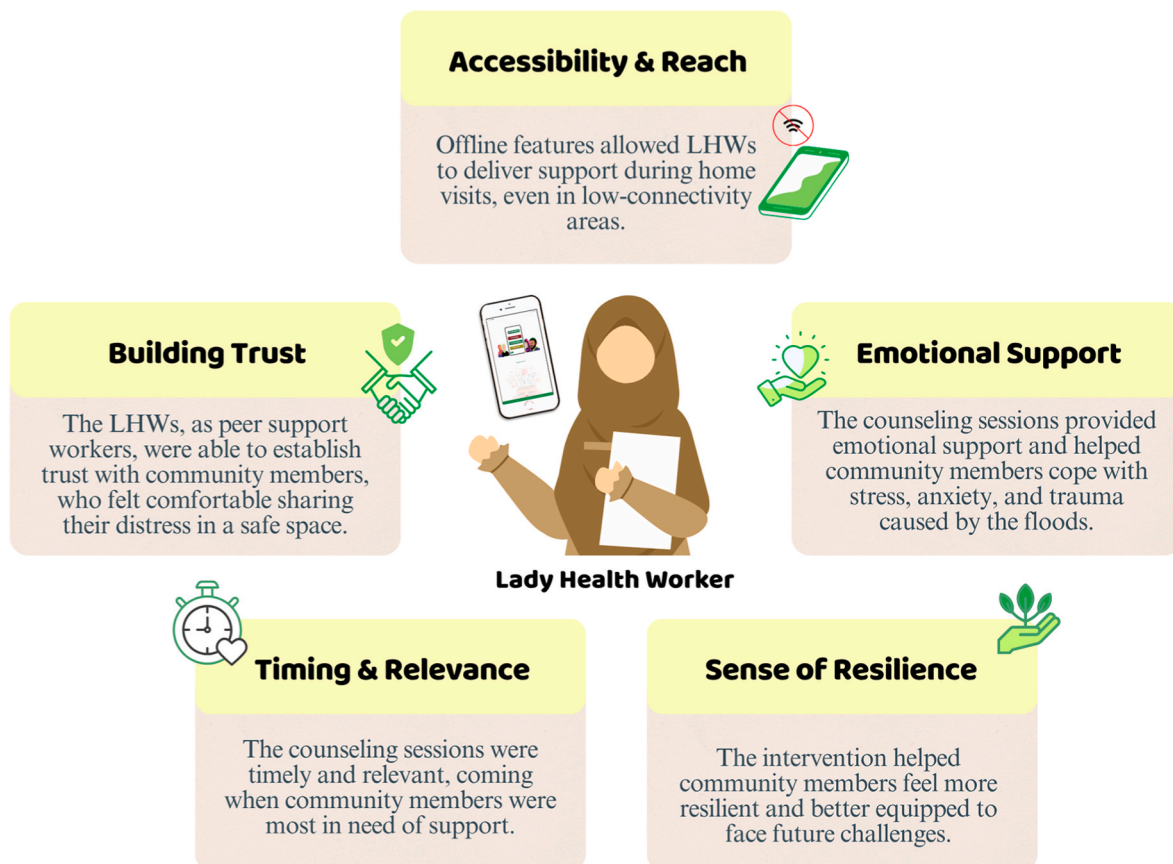 Accessibility & Reach
Offline features allowed LHWs
to deliver support during home
visits, even in low-connectivity
areas.
Building Trust
The LHWs, as peer support
workers, were able to establish
trust with community members,
who felt comfortable sharing
their distress in a safe space.
Emotional Support
The counseling sessions provided
emotional support and helped
community members cope with
stress, anxiety, and trauma
caused by the floods.
Lady Health Worker
Timing & Relevance
The counseling sessions were
timely and relevant, coming
when community members were
most in need of support.
Sense of Resilience
The intervention helped
community members feel more
resilient and better equipped to
face future challenges.